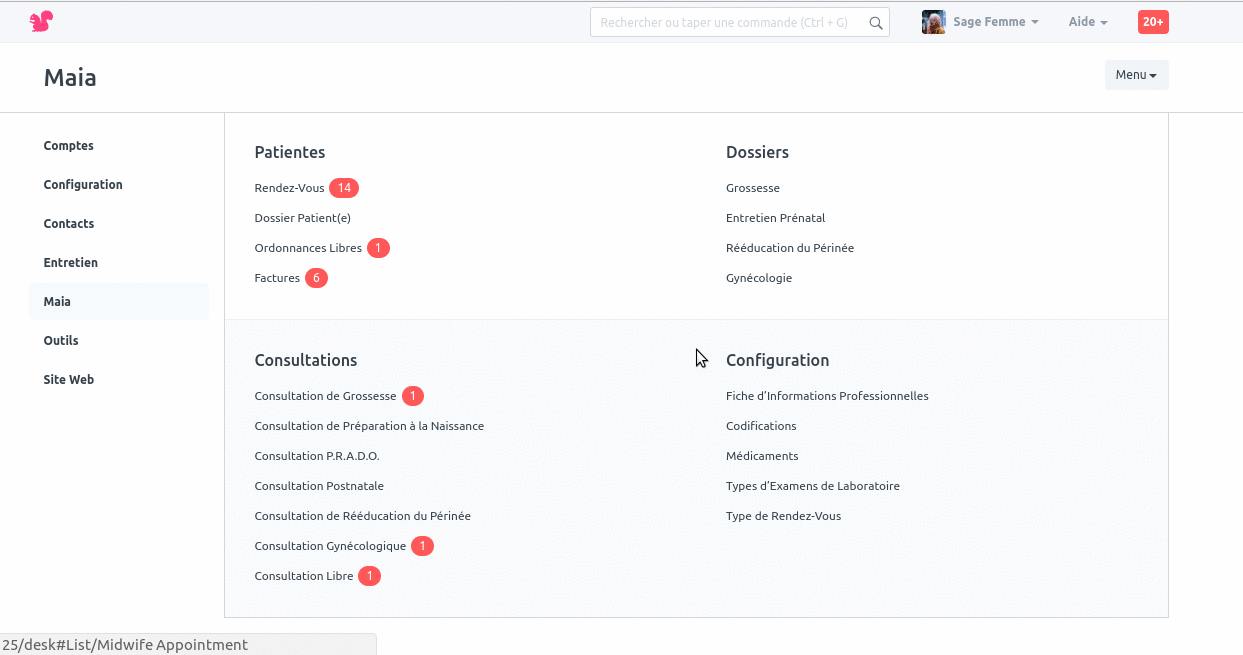 Rechercher ou taper une commande (Ctrl + G)
Sage Femme
Aide
20+
Maia
Menu
Comptes
Configuration
Contacts
Entretien
Maia
Outils
Site Web
Patientes
Rendez-Vous 14
Dossier Patient(e)
Ordonnances Libres 1
Factures 6
Dossiers
Grossesse
Entretien Prénatal
Rééducation du Périnée
Gynécologie
Consultations
Consultation de Grossesse 1
Consultation de Préparation à la Naissance
Consultation P.R.A.D.O.
Consultation Postnatale
Consultation de Rééducation du Périnée
Consultation Gynécologique 1
Consultation Libre 1
Configuration
Fiche d’Informations Professionnelles
Codifications
Médicaments
Types d’Examens de Laboratoire
Type de Rendez-Vous
25/desk#List/Midwife Appointment